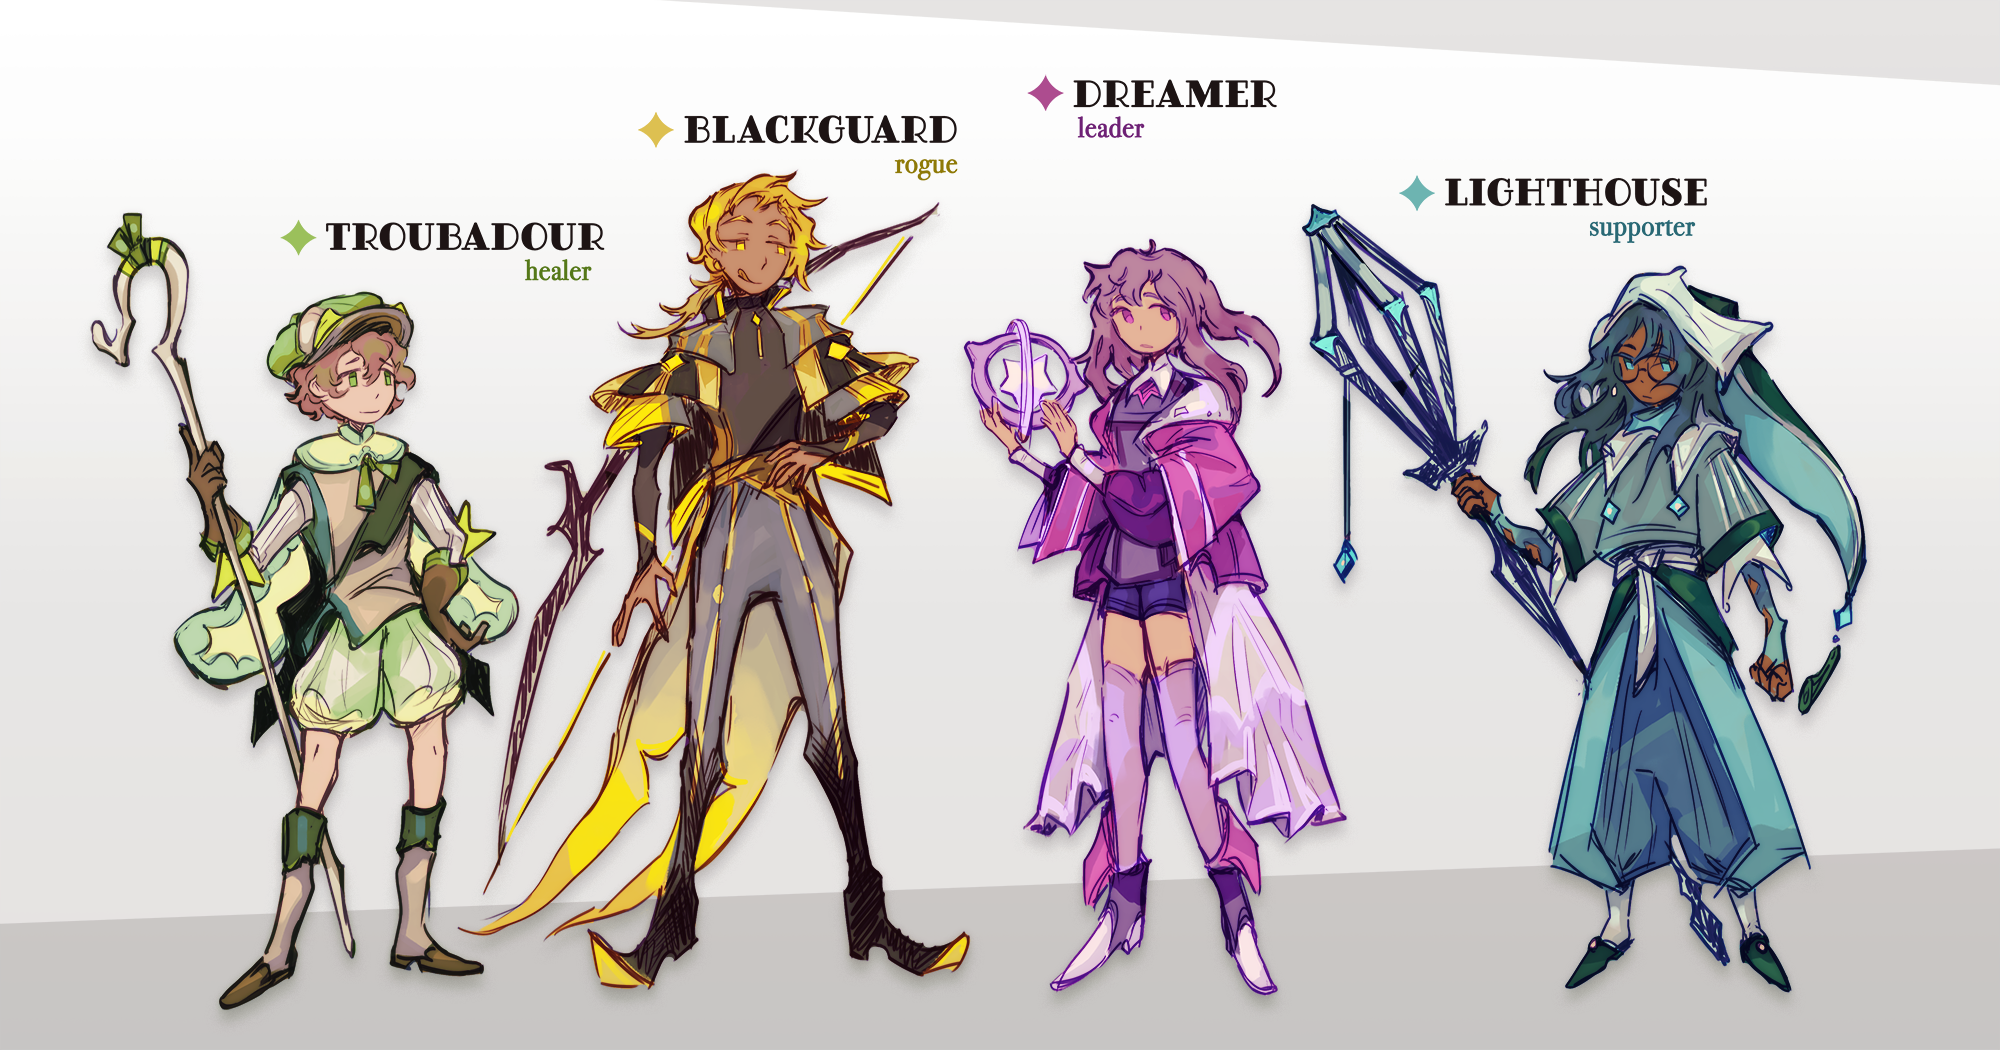 TROUBADOUR
healer
BLACKGUARD
rogue
DREAMER
leader
LIGHTHOUSE
supporter